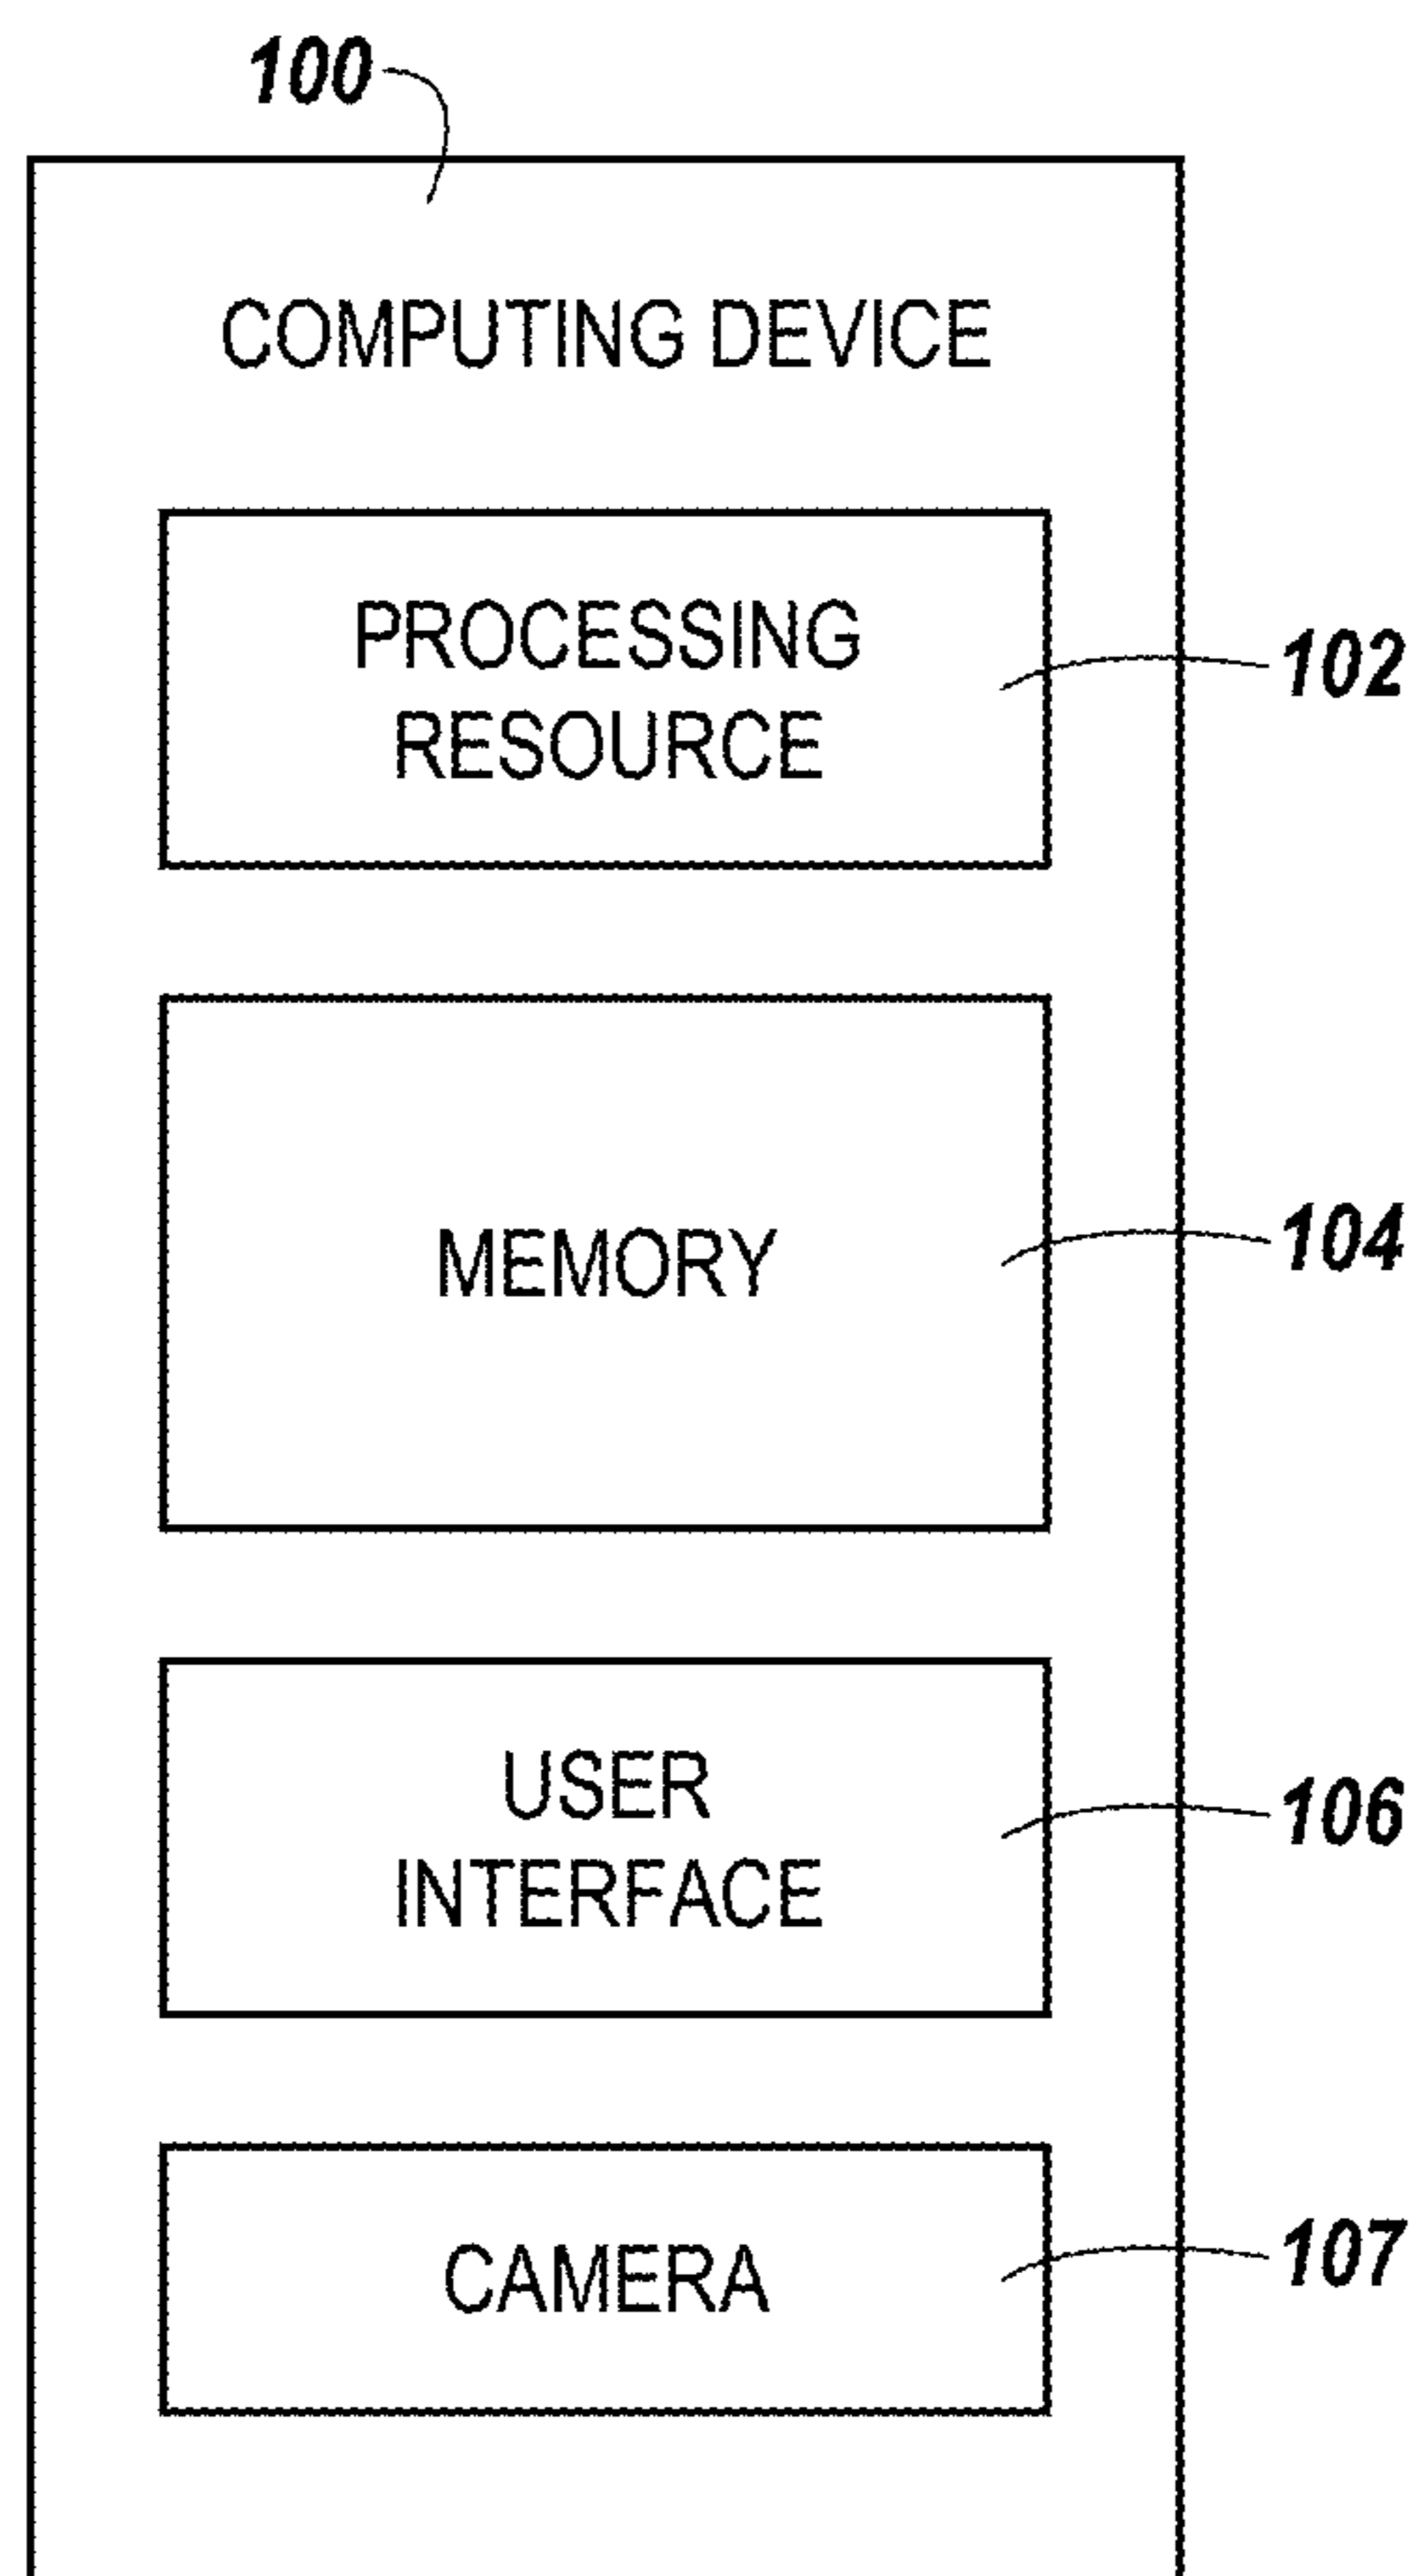 100
COMPUTING DEVICE
PROCESSING
RESOURCE
102
MEMORY
104
USER
INTERFACE
106
CAMERA
107